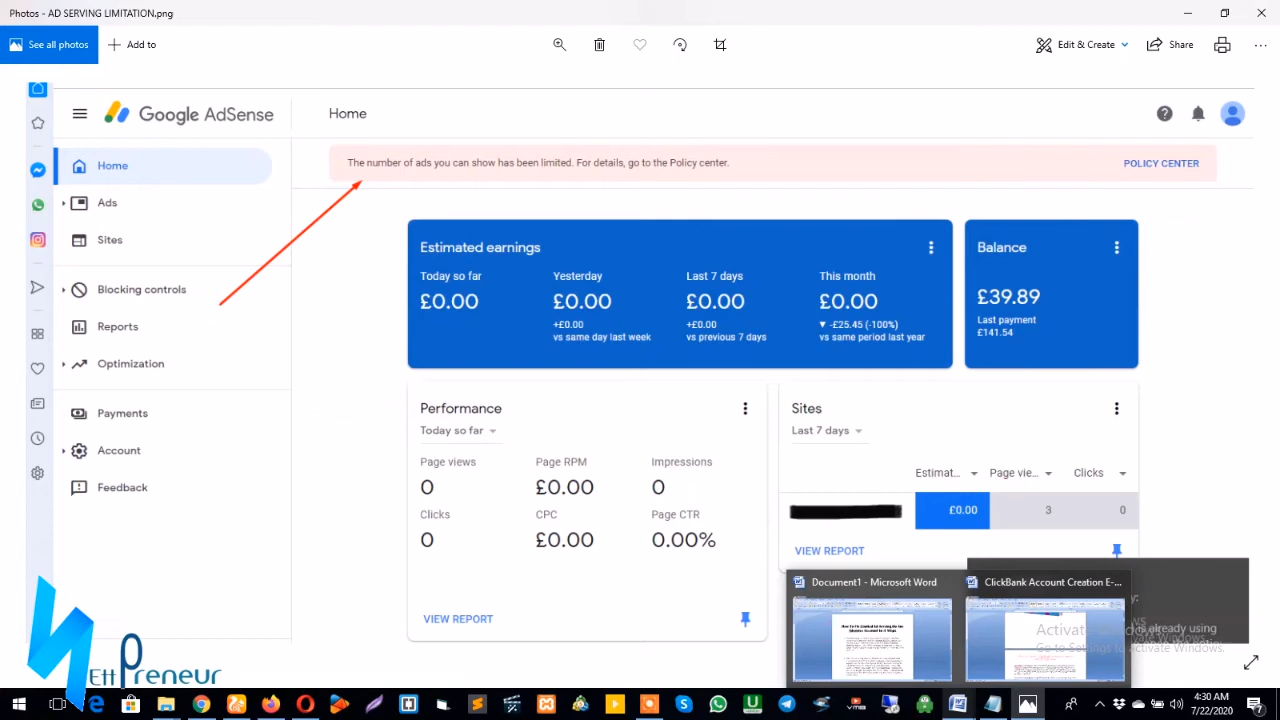 Photos - AD SERVING LIMITATION.png
See all photos
Add to
Edit & Create
Share
Google AdSense
Home
The number of ads you can show has been limited. For details, go to the Policy center.
POLICY CENTER
Home
Ads
Sites
Blocking controls
Reports
Optimization
Payments
Account
Feedback
Estimated earnings
Today so far
£0.00
Yesterday
£0.00
+£0.00
vs same day last week
Last 7 days
£0.00
+£0.00
vs previous 7 days
This month
£0.00
▼ -£25.45 (-100%)
vs same period last year
Balance
£39.89
Last payment
£141.54
Performance
Today so far
Page views
0
Page RPM
£0.00
Impressions
0
Clicks
0
CPC
£0.00
Page CTR
0.00%
VIEW REPORT
Sites
Last 7 days
Estimat... Page vie... Clicks
£0.00 3 0
VIEW REPORT
Document1 - Microsoft Word
ClickBank Account Creation E-...
is already using
Go to Settings to activate Windows.
EttPreneur
4:30 AM
7/22/2020